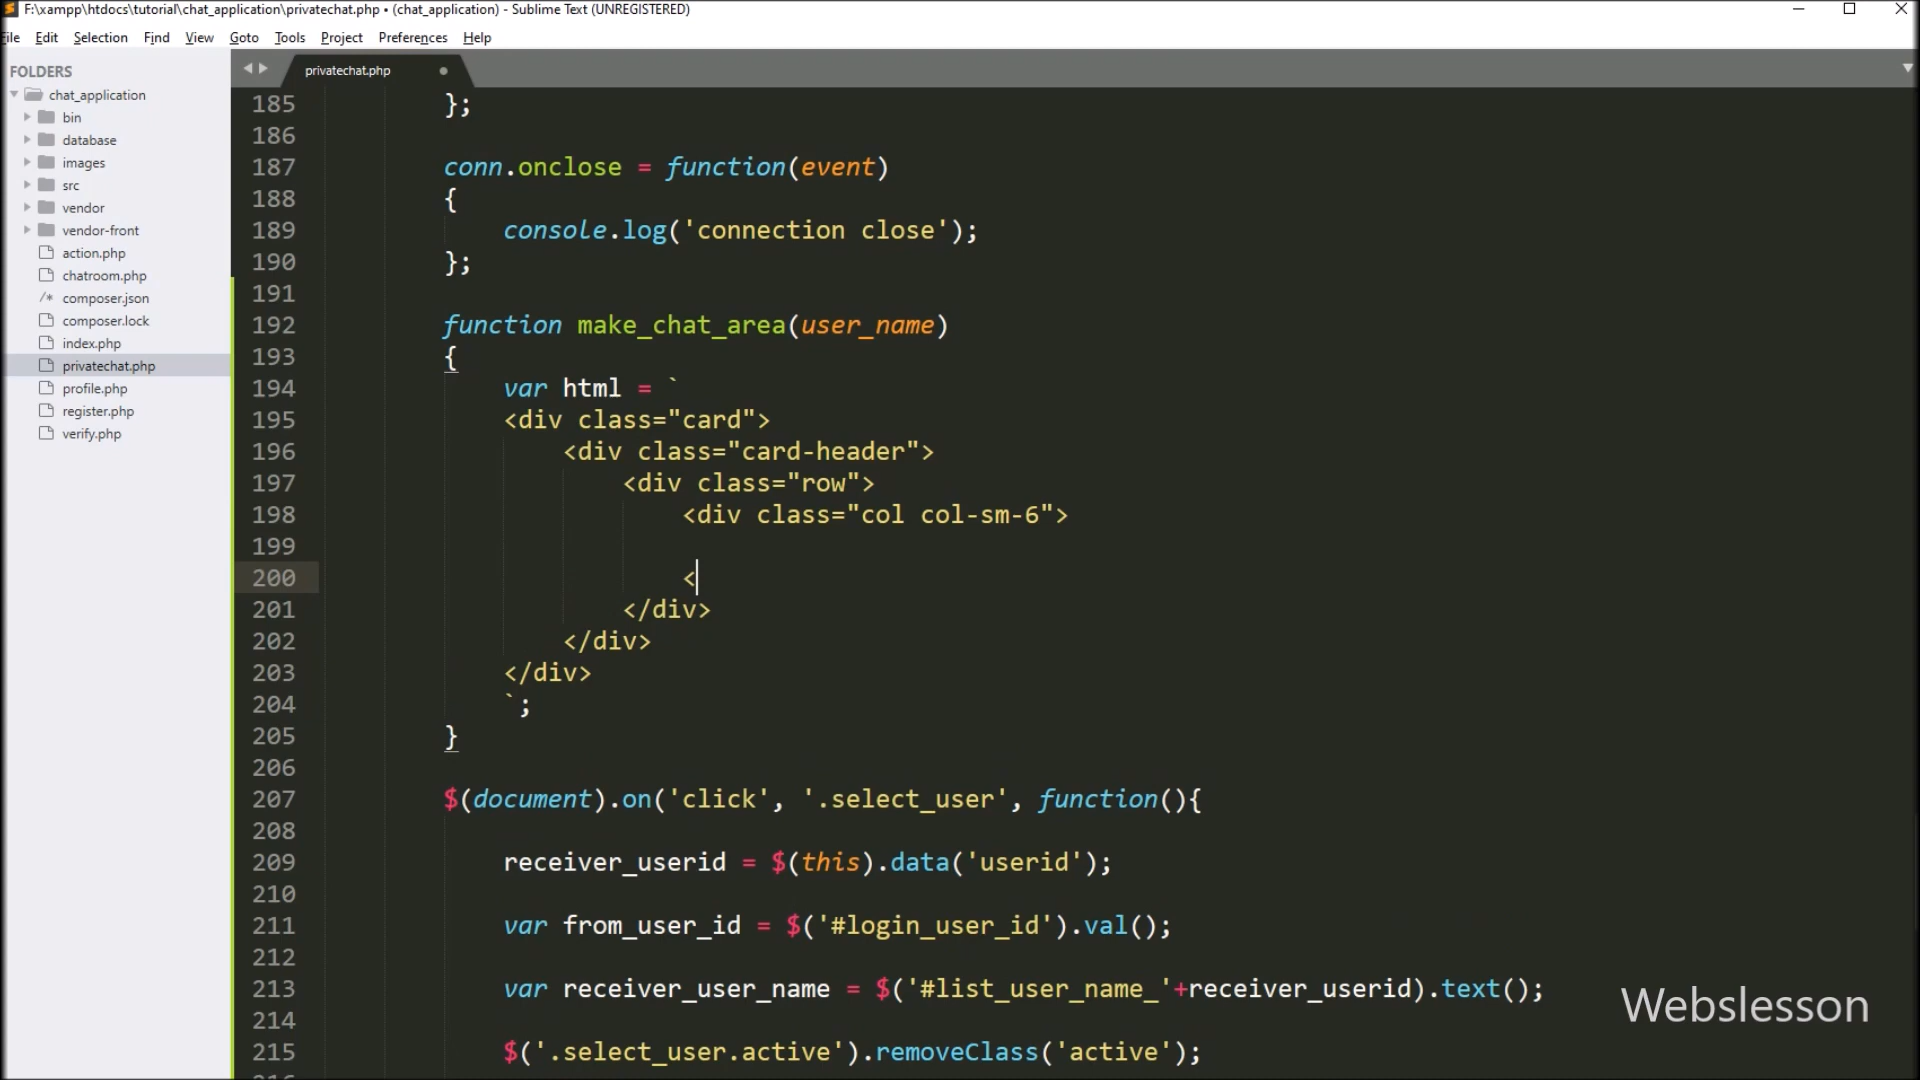 F:\xampp\htdocs\tutorial\chat_application\privatechat.php • (chat_application) - Sublime Text (UNREGISTERED)
ile Edit Selection Find View Goto Tools Project Preferences Help
FOLDERS
chat_application
bin
database
images
src
vendor
vendor-front
action.php
chatroom.php
/* composer.json
composer.lock
index.php
privatechat.php
profile.php
register.php
verify.php
privatechat.php
185 };
186
187 conn.onclose = function(event)
188 {
189 console.log('connection close');
190 };
191
192 function make_chat_area(user_name)
193 {
194 var html = `
195 <div class="card">
196 <div class="card-header">
197 <div class="row">
198 <div class="col col-sm-6">
199
200 <
201 </div>
202 </div>
203 </div>
204 `;
205 }
206
207 $(document).on('click', '.select_user', function(){
208
209 receiver_userid = $(this).data('userid');
210
211 var from_user_id = $('#login_user_id').val();
212
213 var receiver_user_name = $('#list_user_name_'+receiver_userid).text();
214
215 $('.select_user.active').removeClass('active');
Webslesson